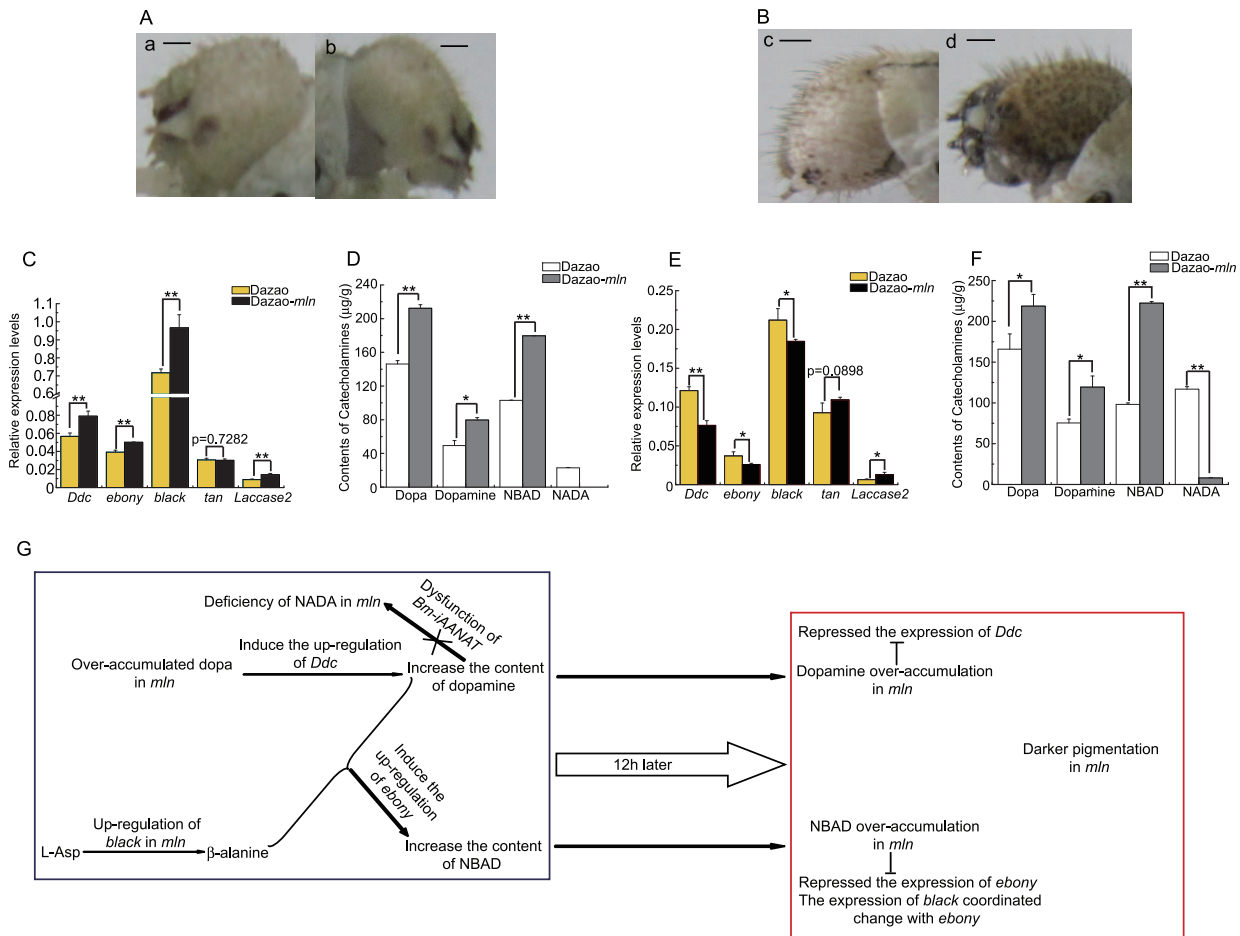 A
a
b
B
c
d
C
Relative expression levels
1.1
1.0
0.9
0.8
0.7
0.6
0.08
0.06
0.04
0.02
0.00
Dazao
Dazao-mln
**
**
**
p=0.7282
**
Ddc
ebony
black
tan
Laccase2
D
Contents of Catecholamines (μg/g)
240
200
160
120
80
40
0
Dazao
Dazao-mln
**
*
**
Dopa
Dopamine
NBAD
NADA
E
Relative expression levels
0.25
0.20
0.15
0.10
0.05
0.00
Dazao
Dazao-mln
**
*
*
p=0.0898
*
Ddc
ebony
black
tan
Laccase2
F
Contents of Catecholamines (μg/g)
250
200
150
100
50
0
Dazao
Dazao-mln
*
*
**
**
Dopa
Dopamine
NBAD
NADA
G
Deficiency of NADA in mln
Dysfunction of
Bm-iAANAT
Over-accumulated dopa
in mln
Induce the up-regulation
of Ddc
Increase the content
of dopamine
Induce the
up-regulation
of ebony
L-Asp
Up-regulation of
black in mln
β-alanine
Increase the content
of NBAD
12h later
Repressed the expression of Ddc
Dopamine over-accumulation
in mln
Darker pigmentation
in mln
NBAD over-accumulation
in mln
Repressed the expression of ebony
The expression of black coordinated
change with ebony